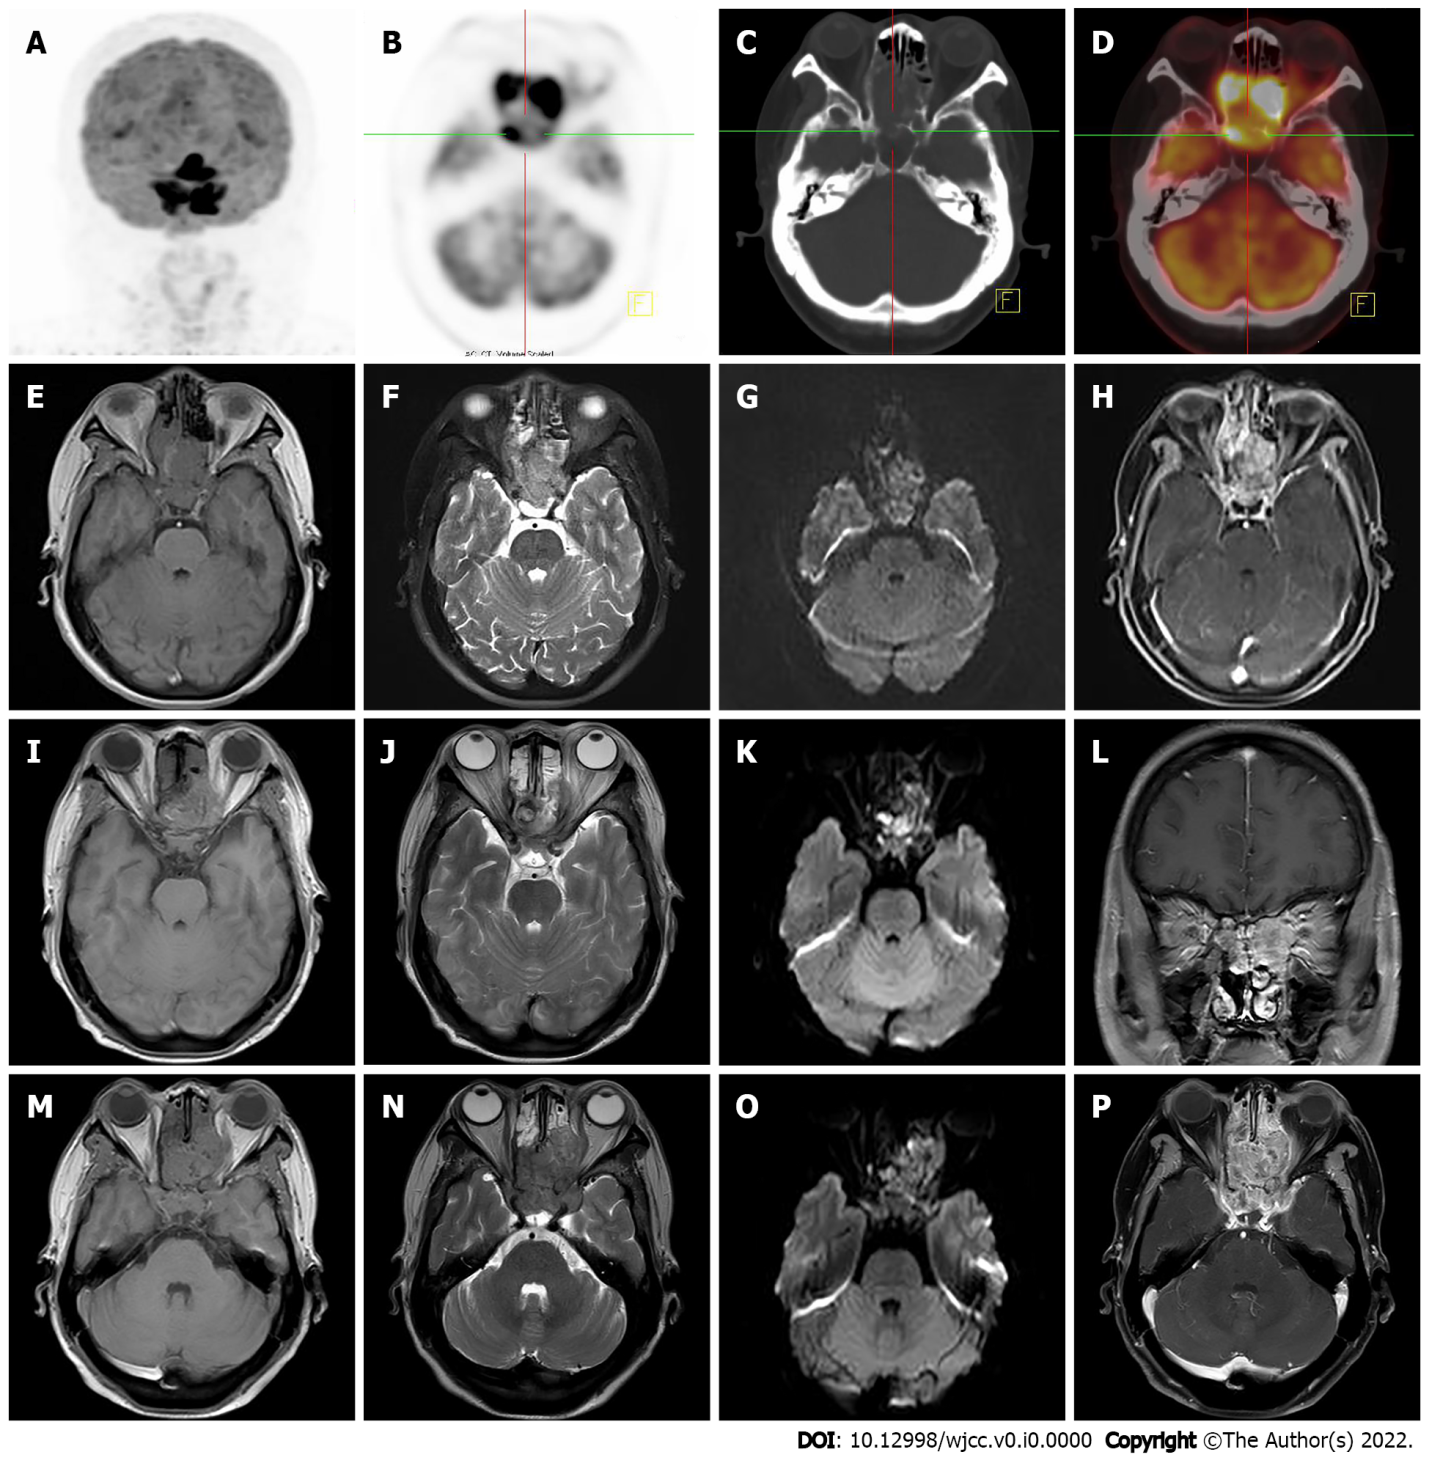 A
B
C
D
F
F
F
E
F
G
H
I
J
K
L
M
N
O
P
DOI: 10.12998/wjcc.v0.i0.0000 Copyright ©The Author(s) 2022.